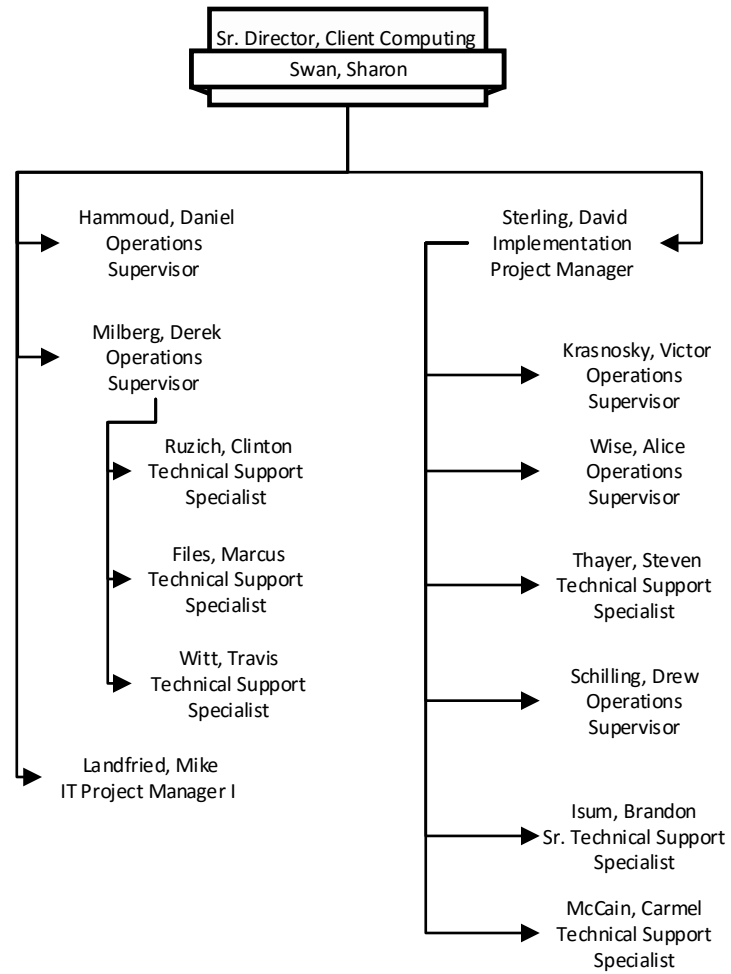 Sr. Director, Client Computing
Swan, Sharon
Hammoud, Daniel
Operations
Supervisor
Milberg, Derek
Operations
Supervisor
Ruzich, Clinton
Technical Support
Specialist
Files, Marcus
Technical Support
Specialist
Witt, Travis
Technical Support
Specialist
Landfried, Mike
IT Project Manager I
Sterling, David
Implementation
Project Manager
Krasnosky, Victor
Operations
Supervisor
Wise, Alice
Operations
Supervisor
Thayer, Steven
Technical Support
Specialist
Schilling, Drew
Operations
Supervisor
Isum, Brandon
Sr. Technical Support
Specialist
McCain, Carmel
Technical Support
Specialist